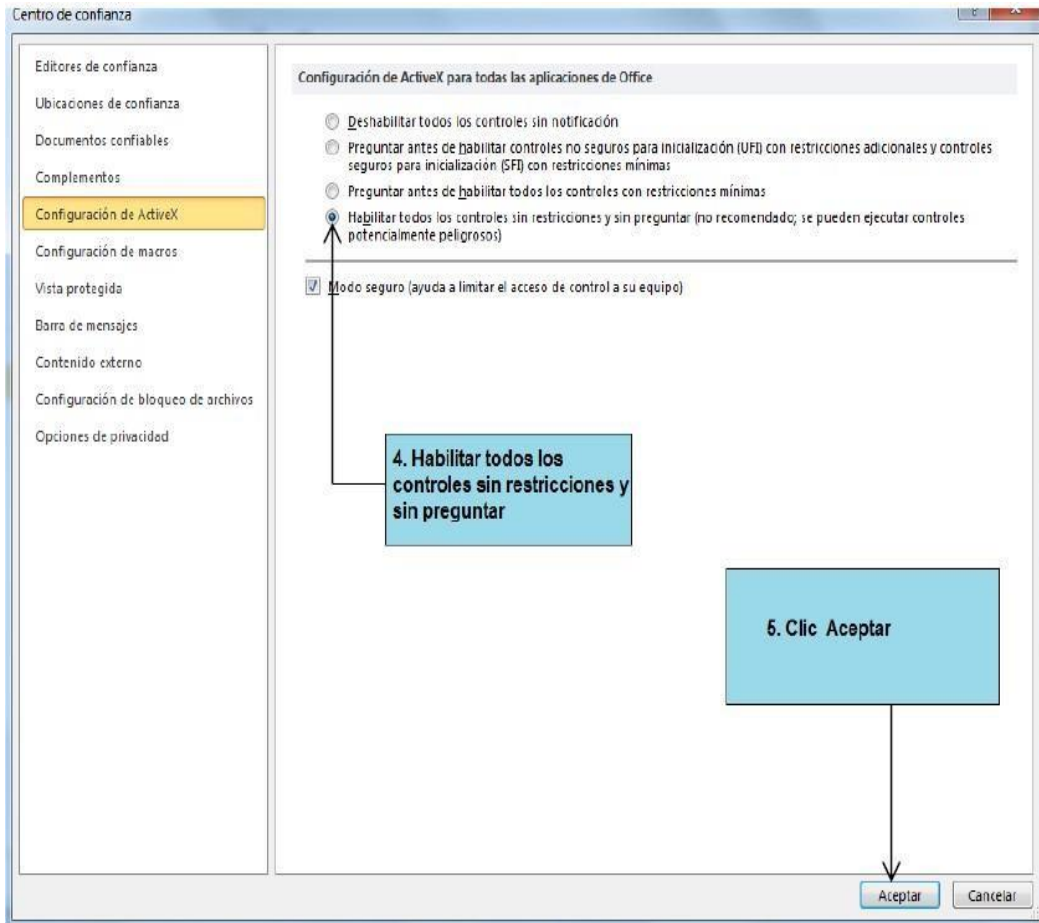 Centro de confianza
Editores de confianza
Ubicaciones de confianza
Documentos confiables
Complementos
Configuración de ActiveX
Configuración de macros
Vista protegida
Barra de mensajes
Contenido externo
Configuración de bloqueo de archivos
Opciones de privacidad
Configuración de ActiveX para todas las aplicaciones de Office
Deshabilitar todos los controles sin notificación
Preguntar antes de habilitar controles no seguros para inicialización (UFI) con restricciones adicionales y controles
seguros para inicialización (SFI) con restricciones mínimas
Preguntar antes de habilitar todos los controles con restricciones mínimas
Habilitar todos los controles sin restricciones y sin preguntar (no recomendado; se pueden ejecutar controles
potencialmente peligrosos)
Modo seguro (ayuda a limitar el acceso de control a su equipo)
4. Habilitar todos los
controles sin restricciones y
sin preguntar
5. Clic Aceptar
Aceptar
Cancelar